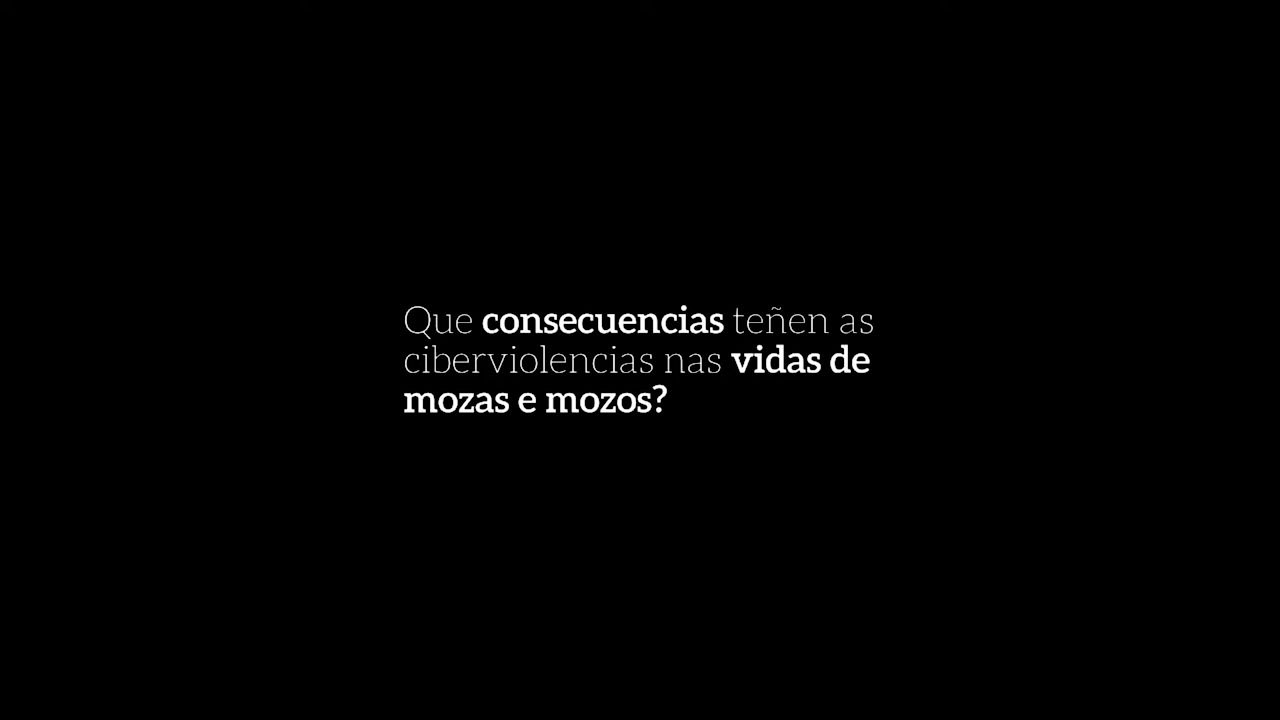 Que consecuencias teñen as
ciberviolencias nas vidas de
mozas e mozos?